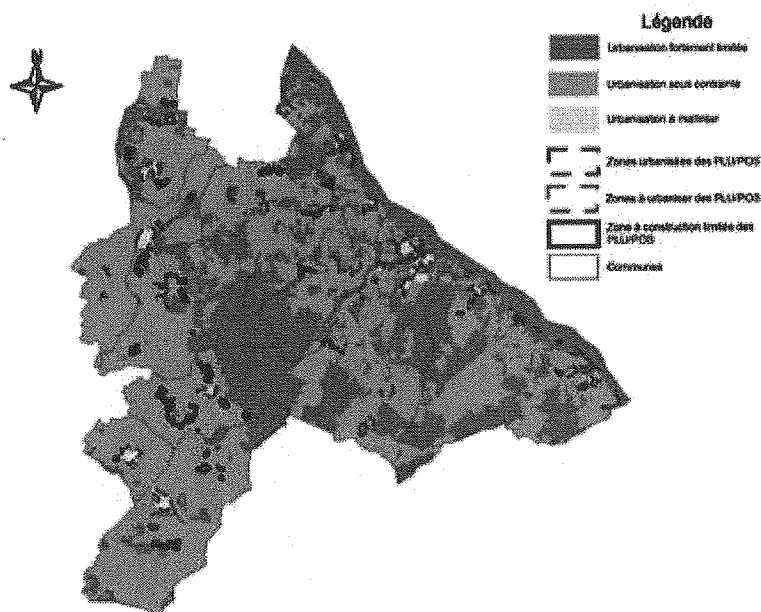 Légende
N
Urbanisation fortement limitée
Urbanisation sous contrainte
Urbanisation à maîtriser
Zones urbanisées des PLU/POS
Zones à urbaniser des PLU/POS
Zone à construction limitée des
PLU/POS
Communes